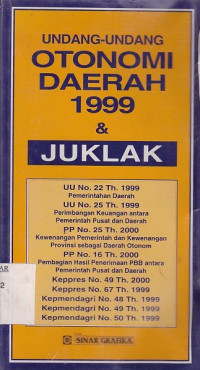 UNDANG-UNDANG
OTONOMI
DAERAH
1999
&
JUKLAK
UU No. 22 Th. 1999
Pemerintahan Daerah
UU No. 25 Th. 1999
Perimbangan Keuangan antara
Pemerintah Pusat dan Daerah
PP No. 25 Th. 2000
Kewenangan Pemerintah dan Kewenangan
Provinsi sebagai Daerah Otonom
PP No. 16 Th. 2000
Pembagian Hasil Penerimaan PBB antara
Pemerintah Pusat dan Daerah
Keppres No. 49 Th. 2000
Keppres No. 67 Th. 1999
Kepmendagri No. 48 Th. 1999
Kepmendagri No. 49 Th. 1999
Kepmendagri No. 50 Th. 1999
SINAR GRAFIKA
AR
2